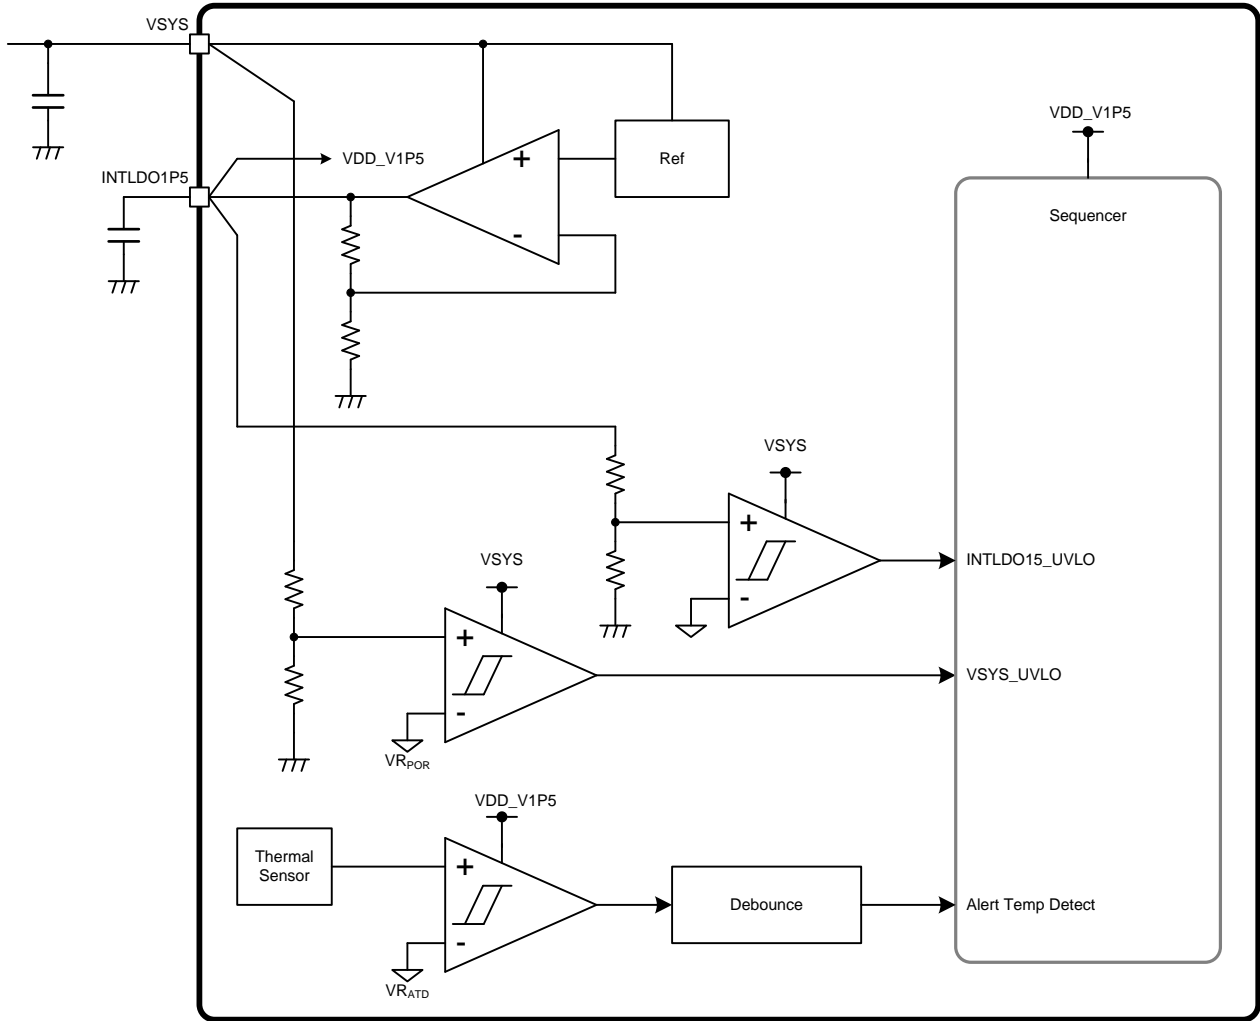 VSYS
VDD_V1P5
VDD_V1P5
Ref
INTLDO1P5
+
-
Sequencer
VSYS
+
-
INTLDO15_UVLO
VSYS
+
-
VSYS_UVLO
VR_POR
VDD_V1P5
Thermal
Sensor
+
-
Debounce
Alert Temp Detect
VR_ATD